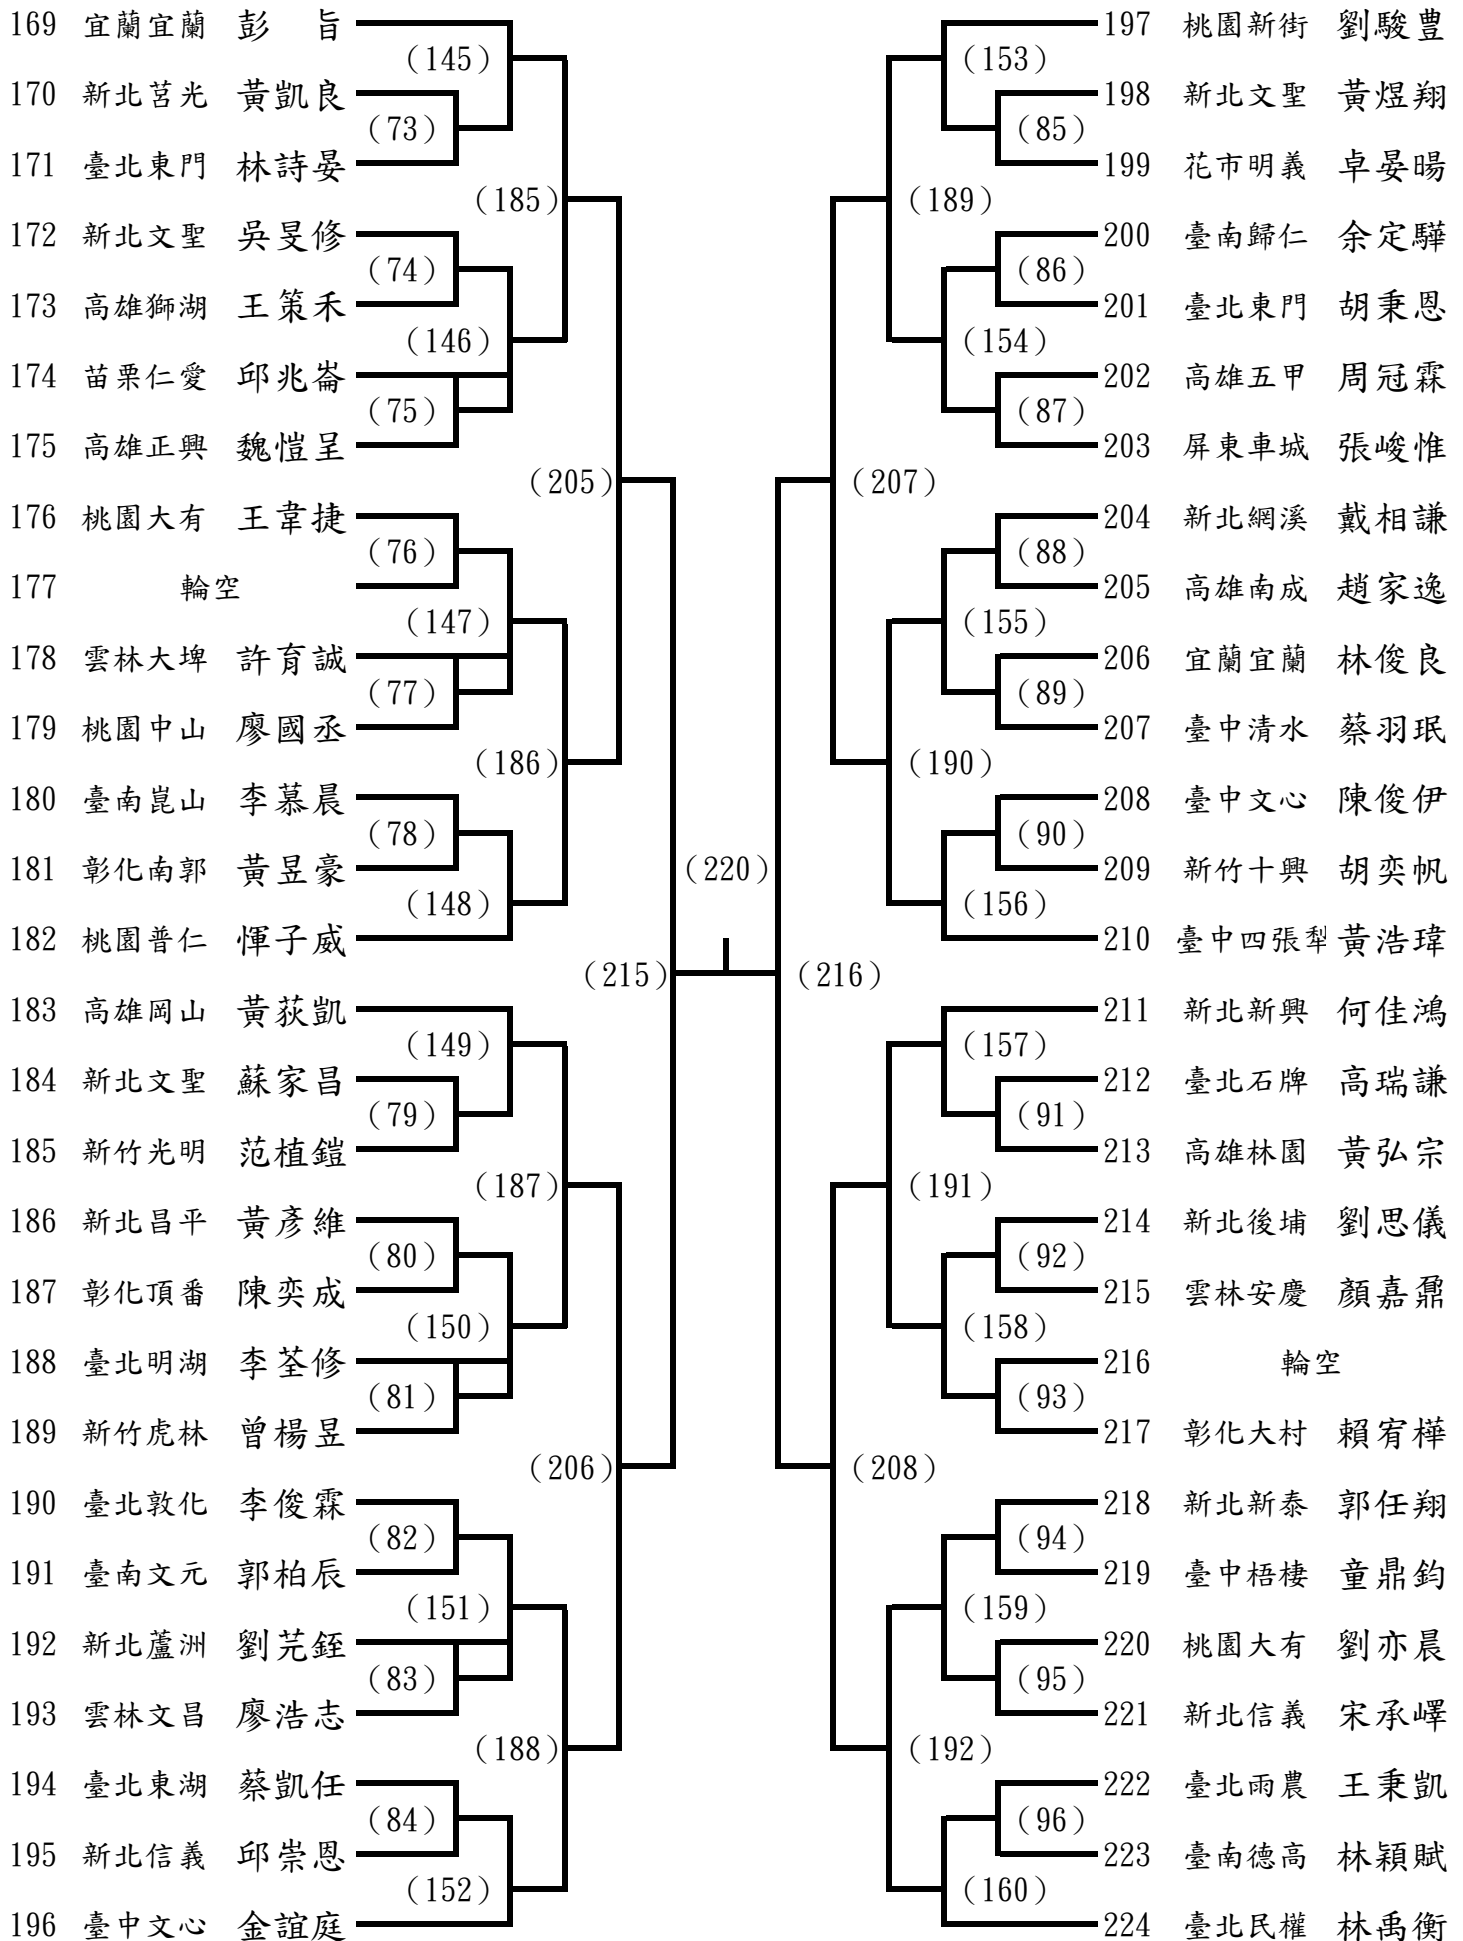 169 宜蘭宜蘭 彭　旨
(145)
170 新北莒光 黃凱良
(73)
171 臺北東門 林詩晏
(185)
172 新北文聖 吳旻修
(74)
173 高雄獅湖 王策禾
(146)
174 苗栗仁愛 邱兆崙
(75)
175 高雄正興 魏愷呈
(205)
176 桃園大有 王韋捷
(76)
177 輪空
(147)
178 雲林大埤 許育誠
(77)
179 桃園中山 廖國丞
(186)
180 臺南崑山 李慕晨
(78)
181 彰化南郭 黃昱豪
(148)
182 桃園普仁 惲子威
(215)
183 高雄岡山 黃荻凱
(149)
184 新北文聖 蘇家昌
(79)
185 新竹光明 范植鎧
(187)
186 新北昌平 黃彥維
(80)
187 彰化頂番 陳奕成
(150)
188 臺北明湖 李荃修
(81)
189 新竹虎林 曾楊昱
(206)
190 臺北敦化 李俊霖
(82)
191 臺南文元 郭柏辰
(151)
192 新北蘆洲 劉芫銍
(83)
193 雲林文昌 廖浩志
(188)
194 臺北東湖 蔡凱任
(84)
195 新北信義 邱崇恩
(152)
196 臺中文心 金誼庭
(220)
197 桃園新街 劉駿豊
(153)
198 新北文聖 黃煜翔
(85)
199 花市明義 卓晏暘
(189)
200 臺南歸仁 余定驊
(86)
201 臺北東門 胡秉恩
(154)
202 高雄五甲 周冠霖
(87)
203 屏東車城 張峻惟
(207)
204 新北網溪 戴相謙
(88)
205 高雄南成 趙家逸
(155)
206 宜蘭宜蘭 林俊良
(89)
207 臺中清水 蔡羽珉
(190)
208 臺中文心 陳俊伊
(90)
209 新竹十興 胡奕帆
(156)
210 臺中四張犁 黃浩瑋
(216)
211 新北新興 何佳鴻
(157)
212 臺北石牌 高瑞謙
(91)
213 高雄林園 黃弘宗
(191)
214 新北後埔 劉思儀
(92)
215 雲林安慶 顏嘉鼐
(158)
216 輪空
(93)
217 彰化大村 賴宥樺
(208)
218 新北新泰 郭任翔
(94)
219 臺中梧棲 童鼎鈞
(159)
220 桃園大有 劉亦晨
(95)
221 新北信義 宋承嶧
(192)
222 臺北雨農 王秉凱
(96)
223 臺南德高 林穎賦
(160)
224 臺北民權 林禹衡